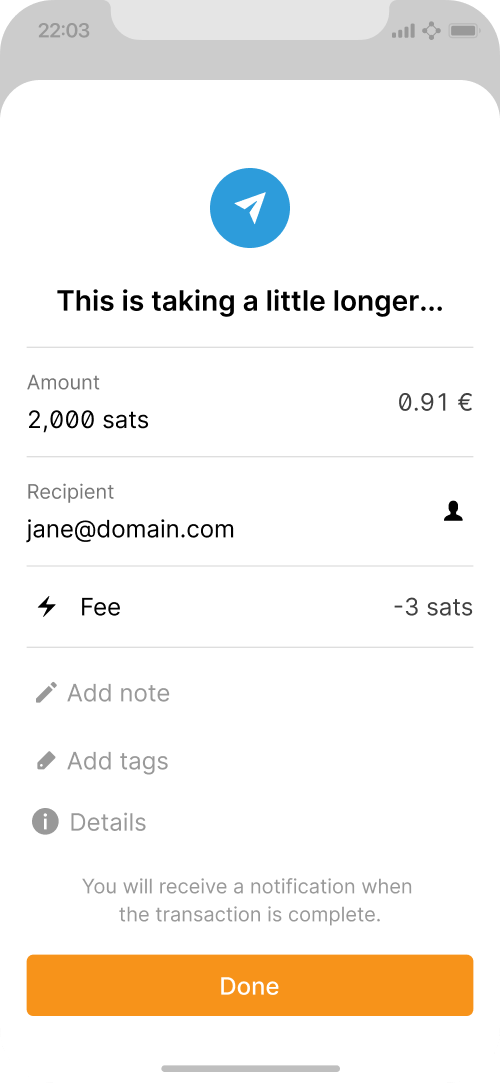 22:03
This is taking a little longer...
Amount
2,000 sats
0.91 €
Recipient
jane@domain.com
Fee
-3 sats
Add note
Add tags
Details
You will receive a notification when
the transaction is complete.
Done